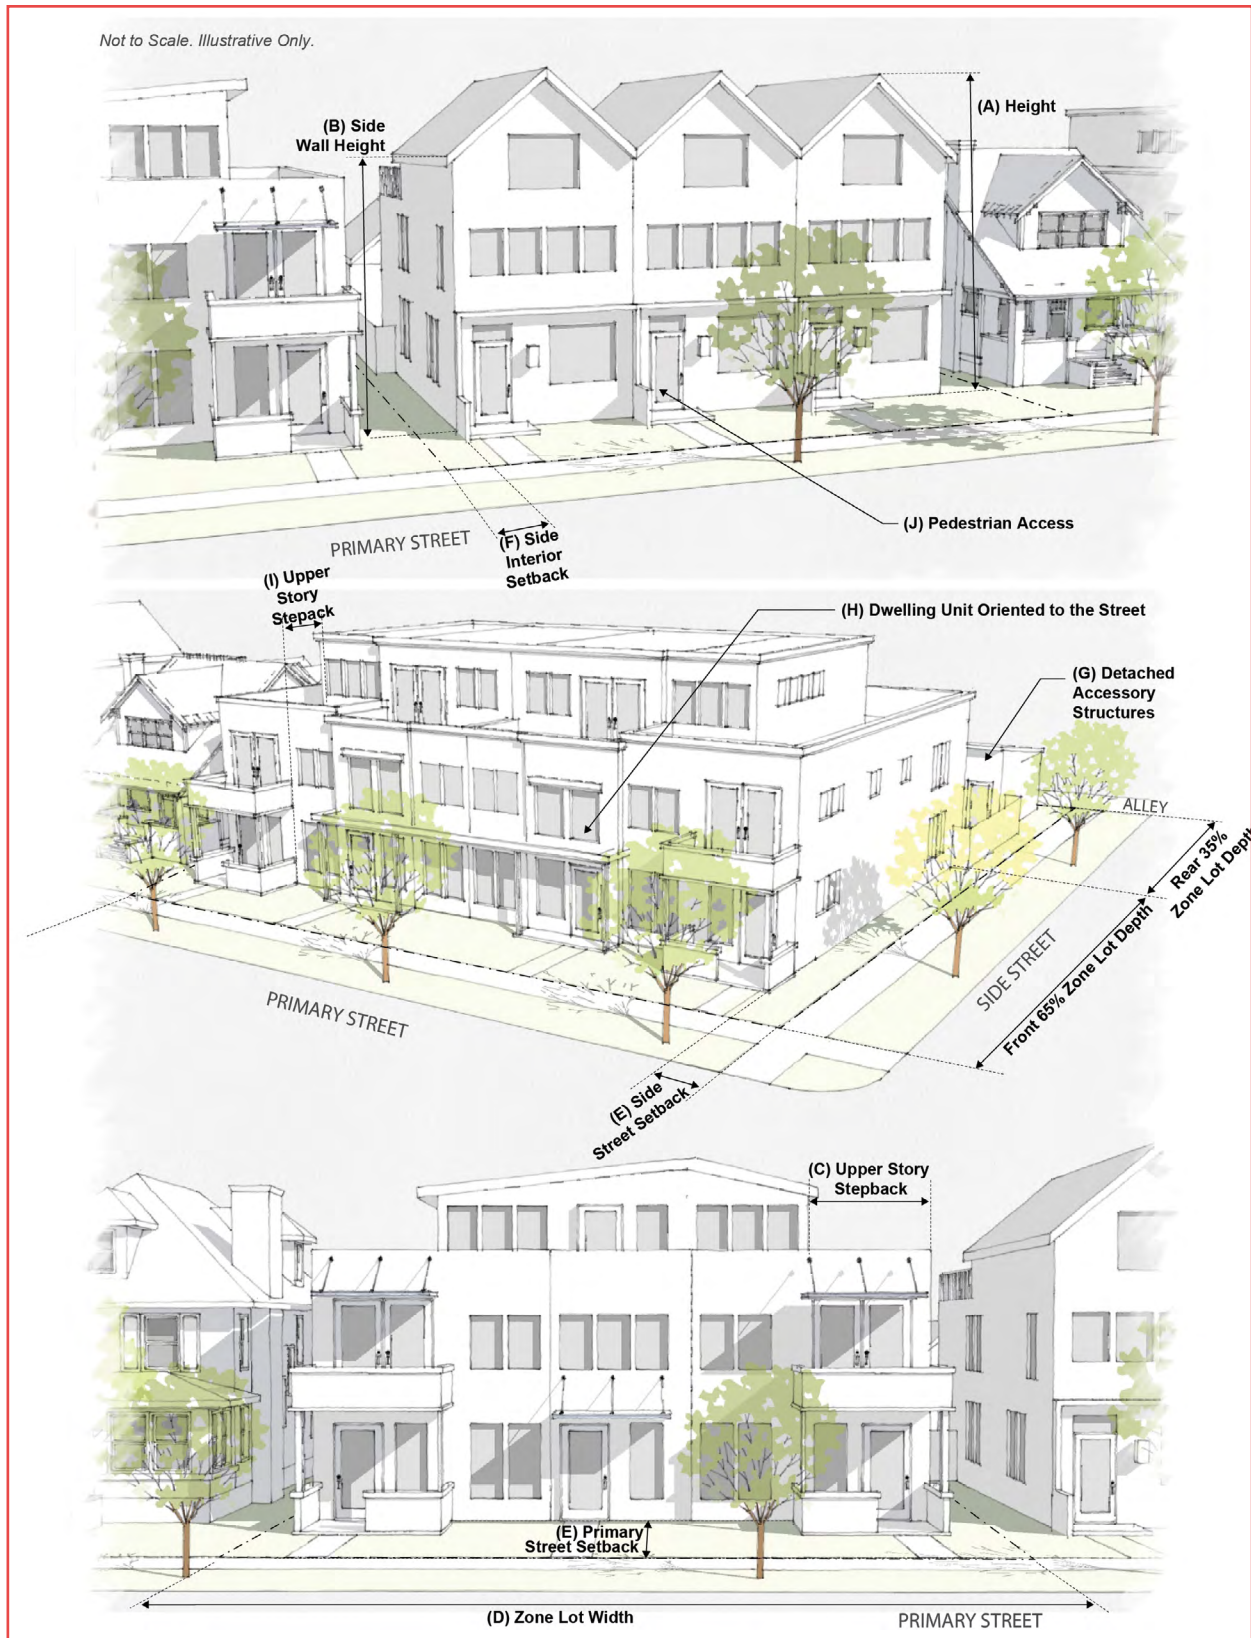 Not to Scale. Illustrative Only.
(A) Height
(B) Side
Wall Height
(J) Pedestrian Access
PRIMARY STREET
(F) Side
Interior
Setback
(I) Upper
Story
Stepack
(H) Dwelling Unit Oriented to the Street
(G) Detached
Accessory
Structures
ALLEY
Rear 35%
Zone Lot Depth
Front 65% Zone Lot Depth
SIDE STREET
PRIMARY STREET
(E) Side
Street Setback
(C) Upper Story
Stepback
(E) Primary
Street Setback
(D) Zone Lot Width
PRIMARY STREET